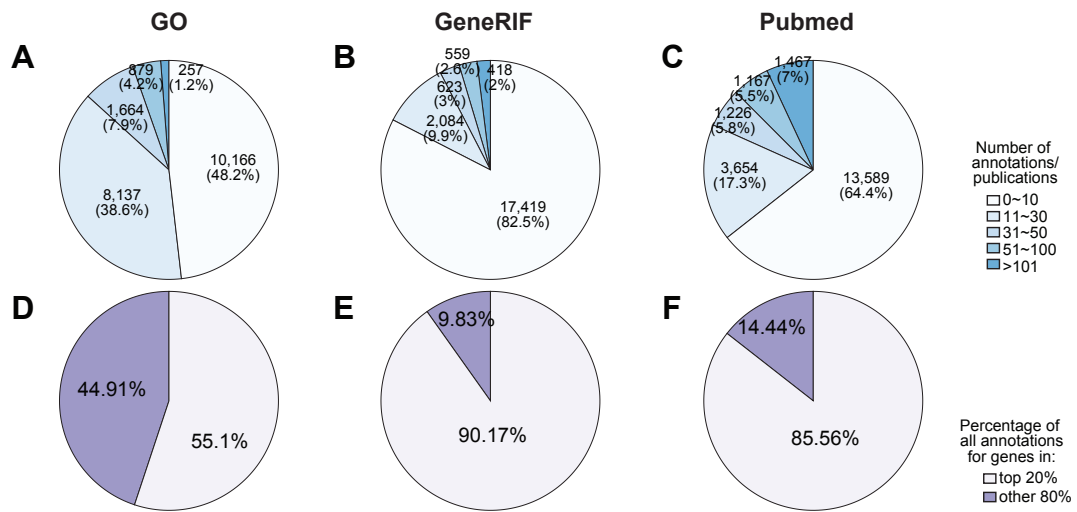 GO
GeneRIF
Pubmed
A
879
(4.2%)
257
(1.2%)
1,664
(7.9%)
10,166
(48.2%)
8,137
(38.6%)
B
559
(2.6%)
418
(2%)
623
(3%)
2,084
(9.9%)
17,419
(82.5%)
C
1,467
(7%)
1,167
(5.5%)
1,226
(5.8%)
3,654
(17.3%)
13,589
(64.4%)
Number of
annotations/
publications
0~10
11~30
31~50
51~100
>101
D
44.91%
55.1%
E
9.83%
90.17%
F
14.44%
85.56%
Percentage of
all annotations
for genes in:
top 20%
other 80%